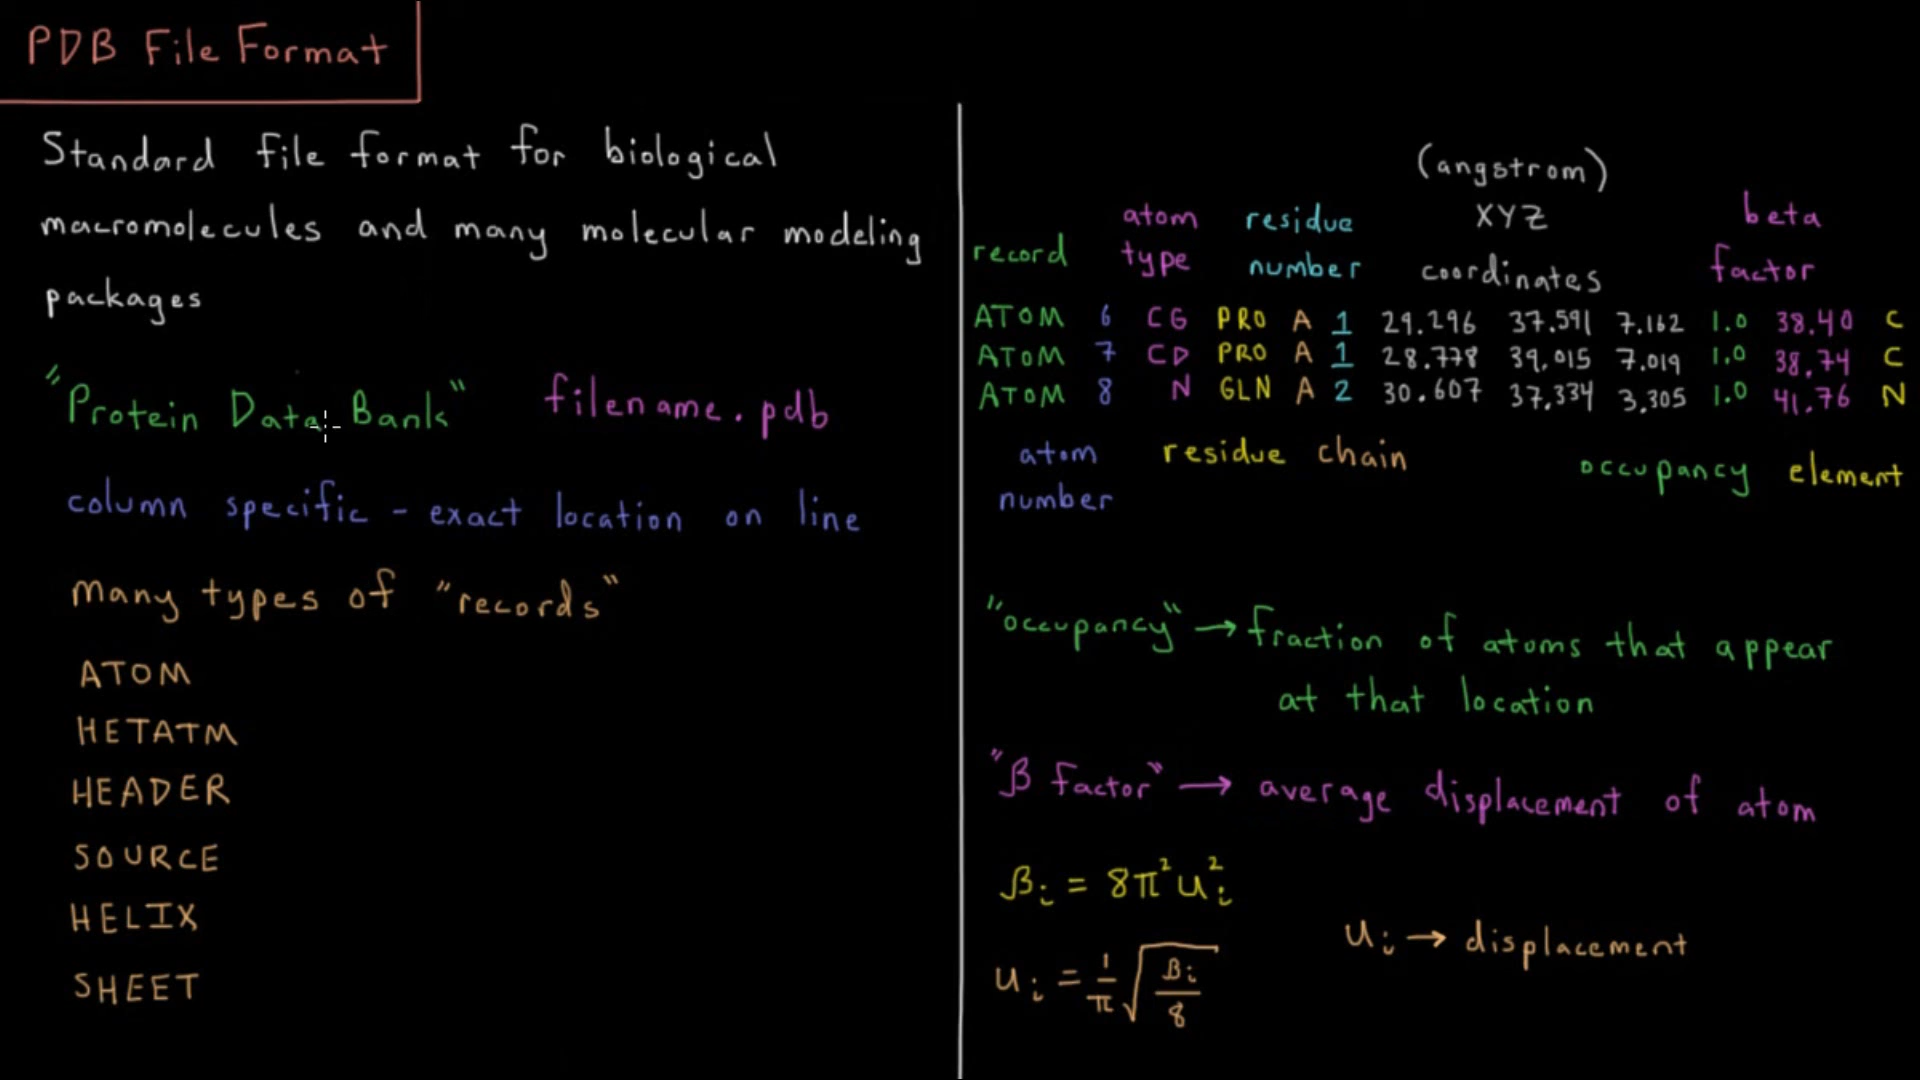 PDB File Format
Standard file format for biological
macromolecules and many molecular modeling
packages
"Protein Data Bank" filename.pdb
column specific - exact location on line
many types of "records"
ATOM
HETATM
HEADER
SOURCE
HELIX
SHEET
(angstrom)
atom residue XYZ beta
record type number coordinates factor
ATOM 6 CG PRO A 1 29.296 37.591 7.162 1.0 38.40 C
ATOM 7 CD PRO A 1 28.778 39.015 7.019 1.0 38.74 C
ATOM 8 N GLN A 2 30.607 37.334 3.305 1.0 41.76 N
atom residue chain occupancy element
number
"occupancy" → fraction of atoms that appear
at that location
"β factor" → average displacement of atom
βᵢ = 8π²uᵢ²
uᵢ = 1/π √(βᵢ/8) uᵢ → displacement